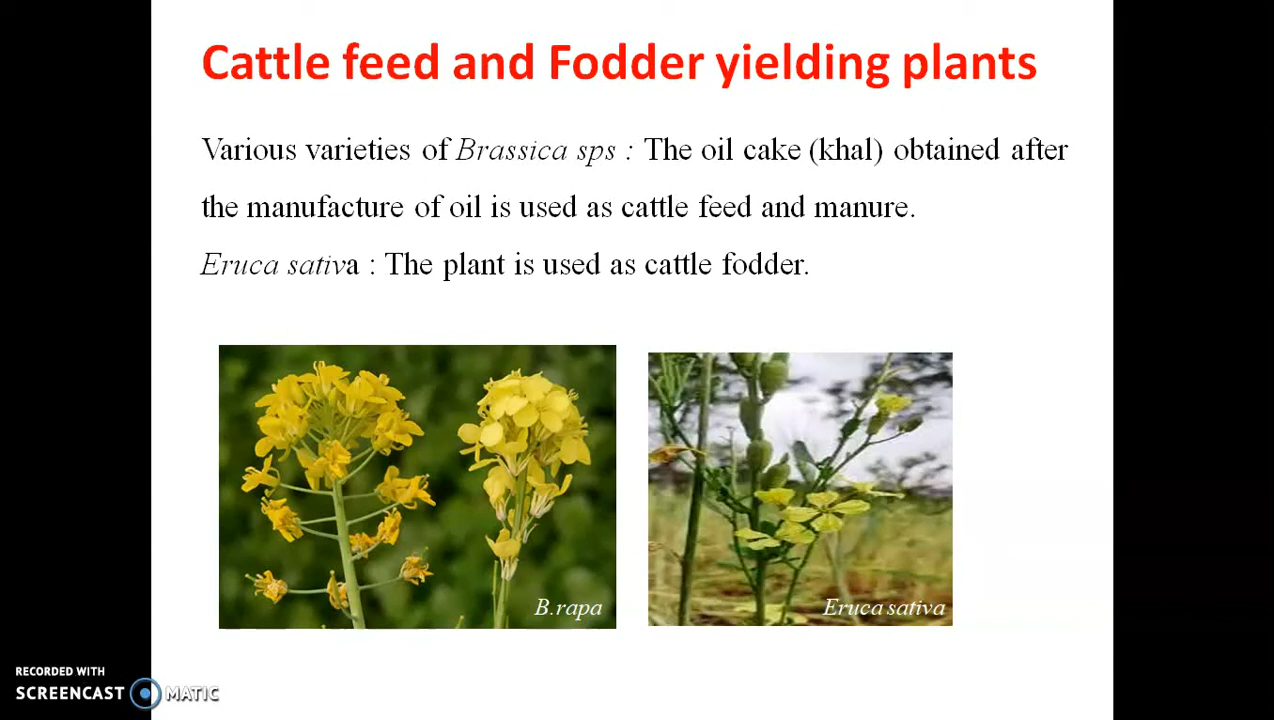 Cattle feed and Fodder yielding plants
Various varieties of Brassica sps : The oil cake (khal) obtained after
the manufacture of oil is used as cattle feed and manure.
Eruca sativa : The plant is used as cattle fodder.
B.rapa
Eruca sativa
RECORDED WITH
SCREENCAST MATIC